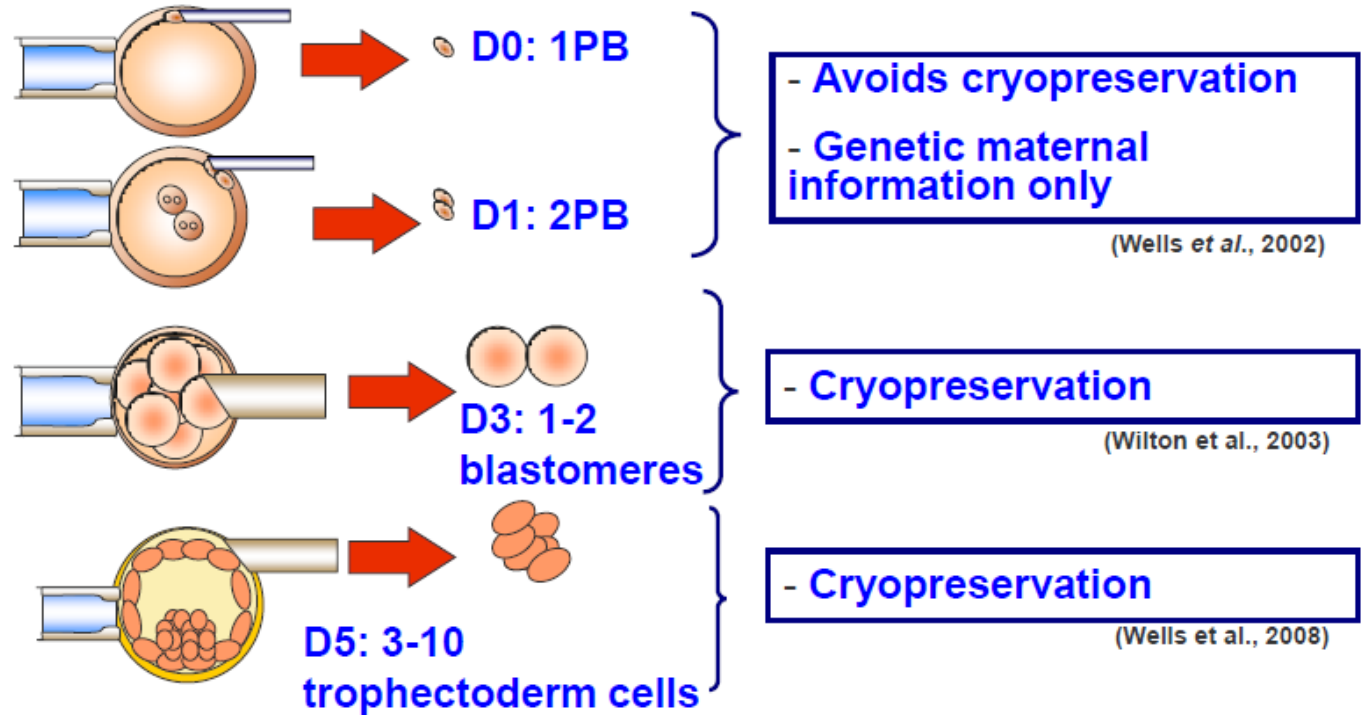 D0: 1PB
D1: 2PB
- Avoids cryopreservation
- Genetic maternal
information only
(Wells et al., 2002)
D3: 1-2
blastomeres
- Cryopreservation
(Wilton et al., 2003)
D5: 3-10
trophectoderm cells
- Cryopreservation
(Wells et al., 2008)